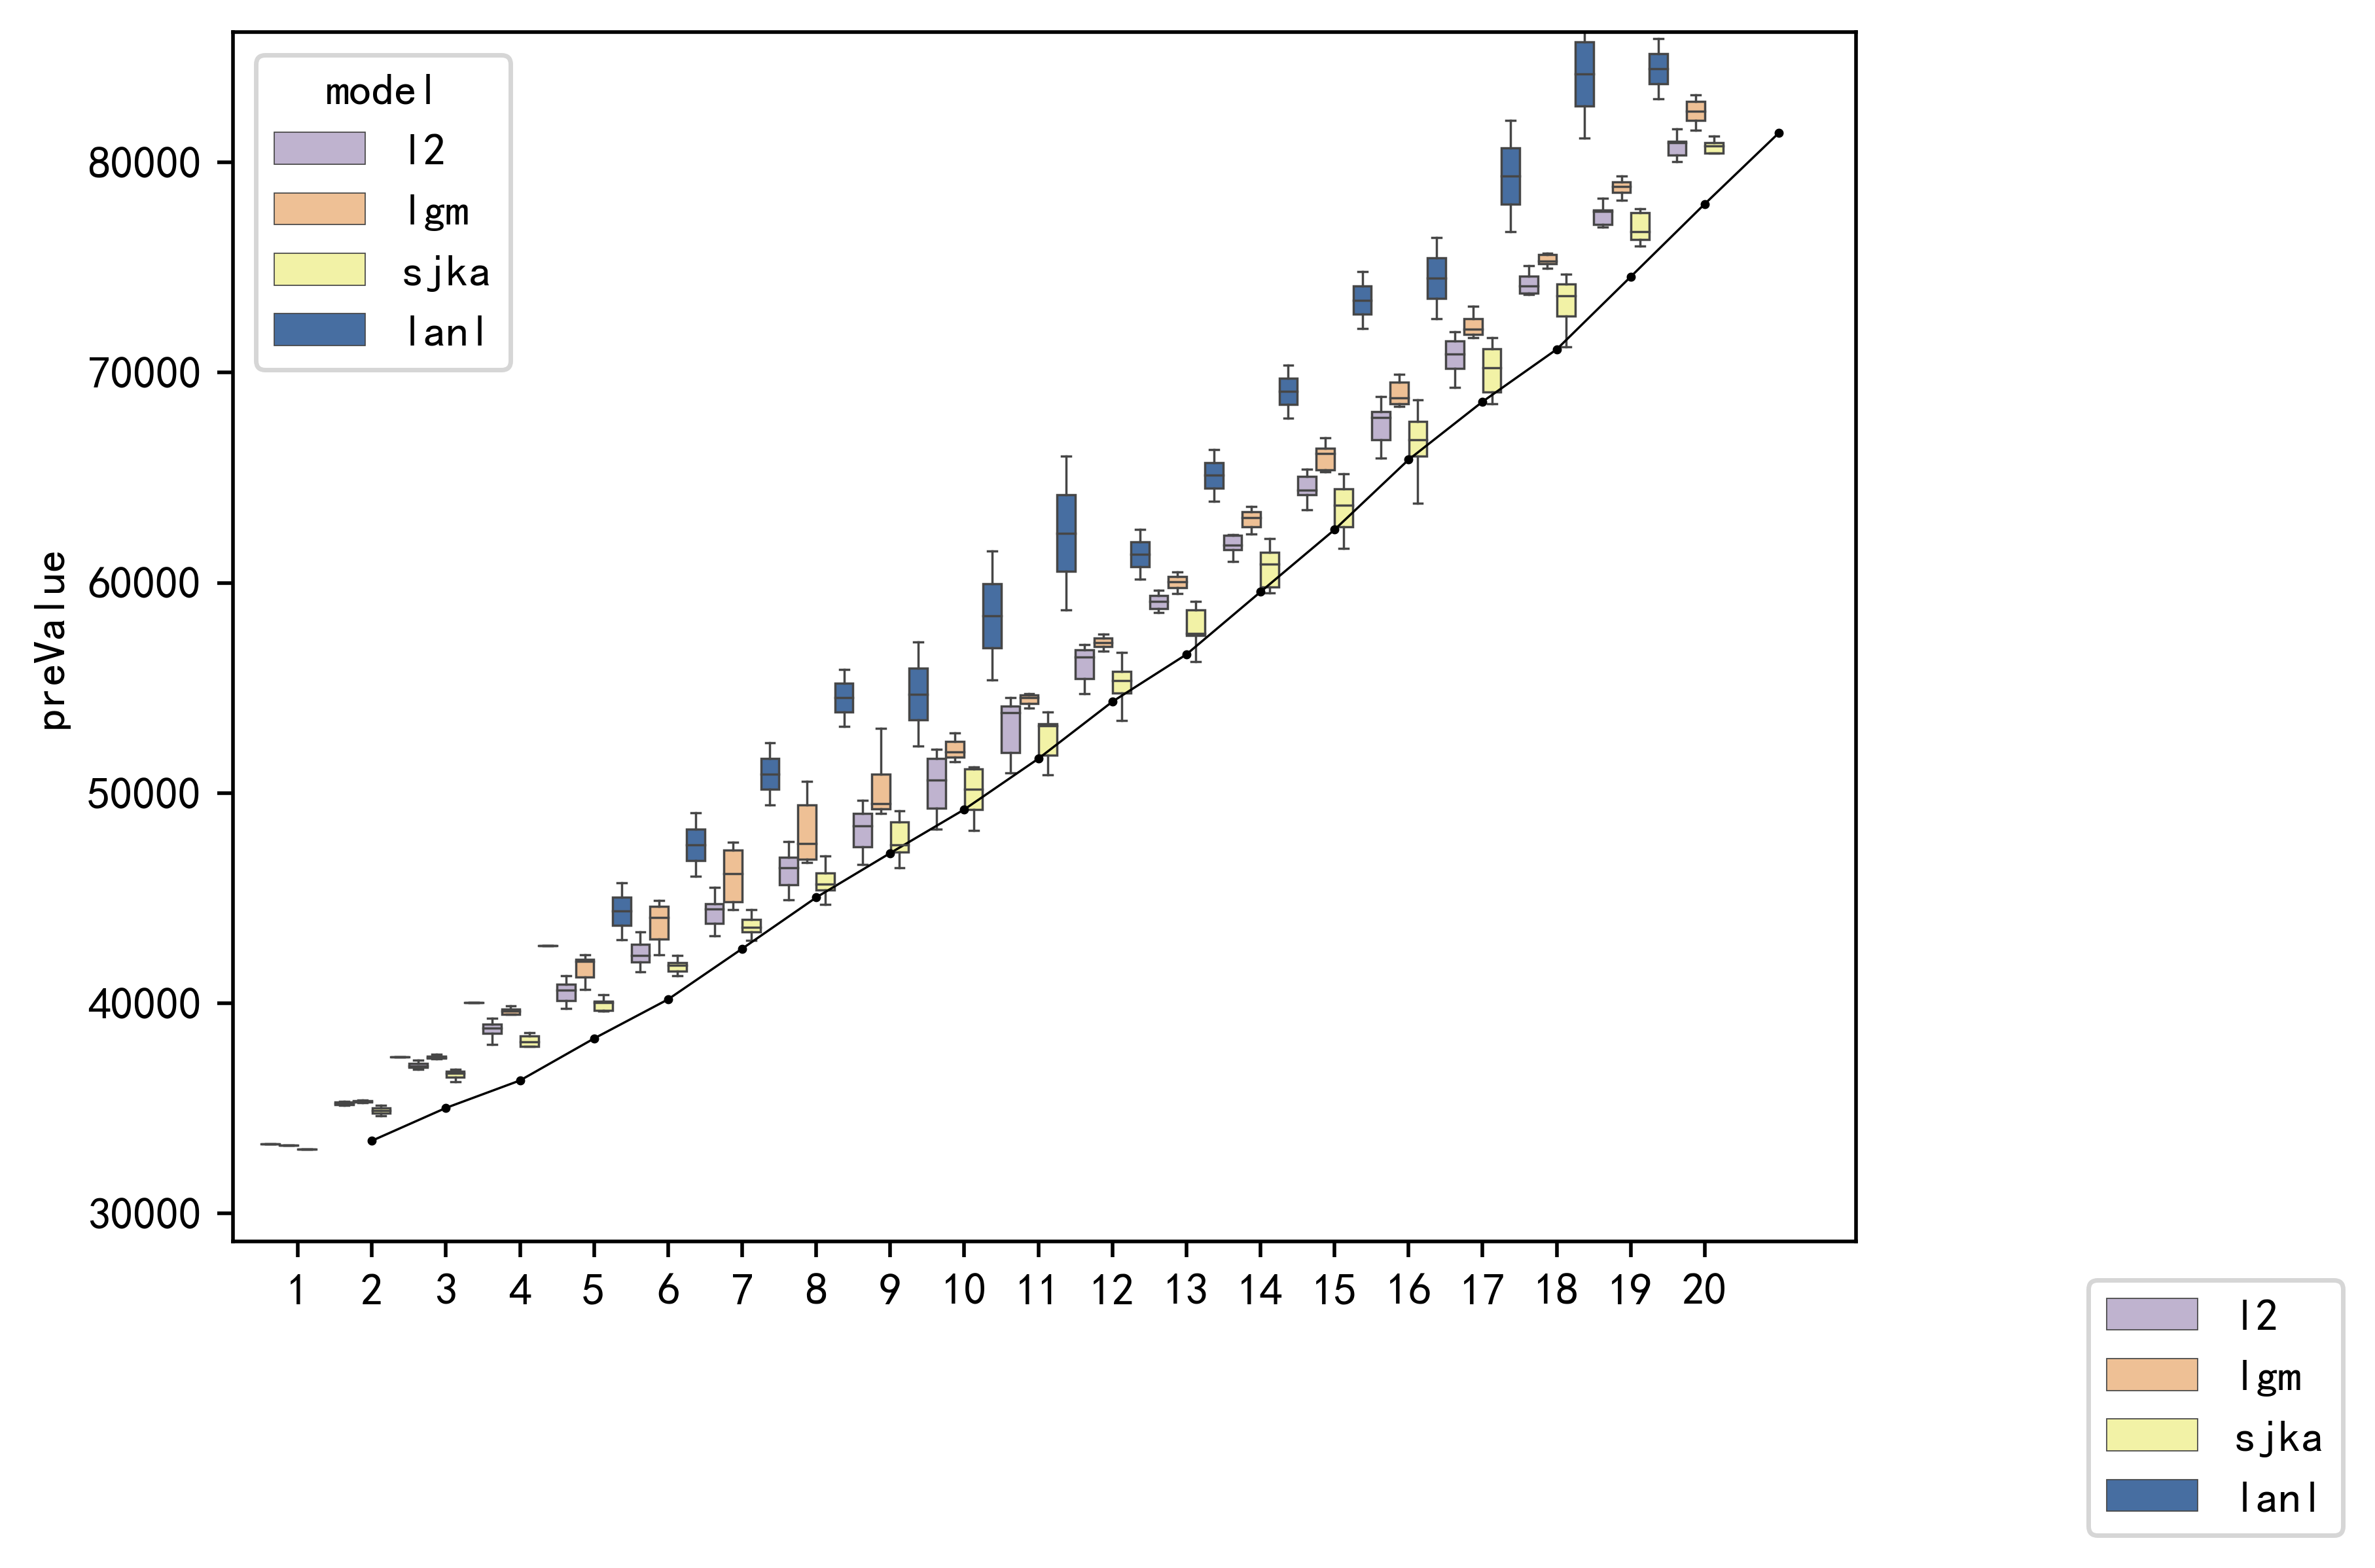 model
l2
lgm
sjka
lanl
80000
70000
60000
50000
40000
30000
preValue
1 2 3 4 5 6 7 8 9 10 11 12 13 14 15 16 17 18 19 20
l2
lgm
sjka
lanl